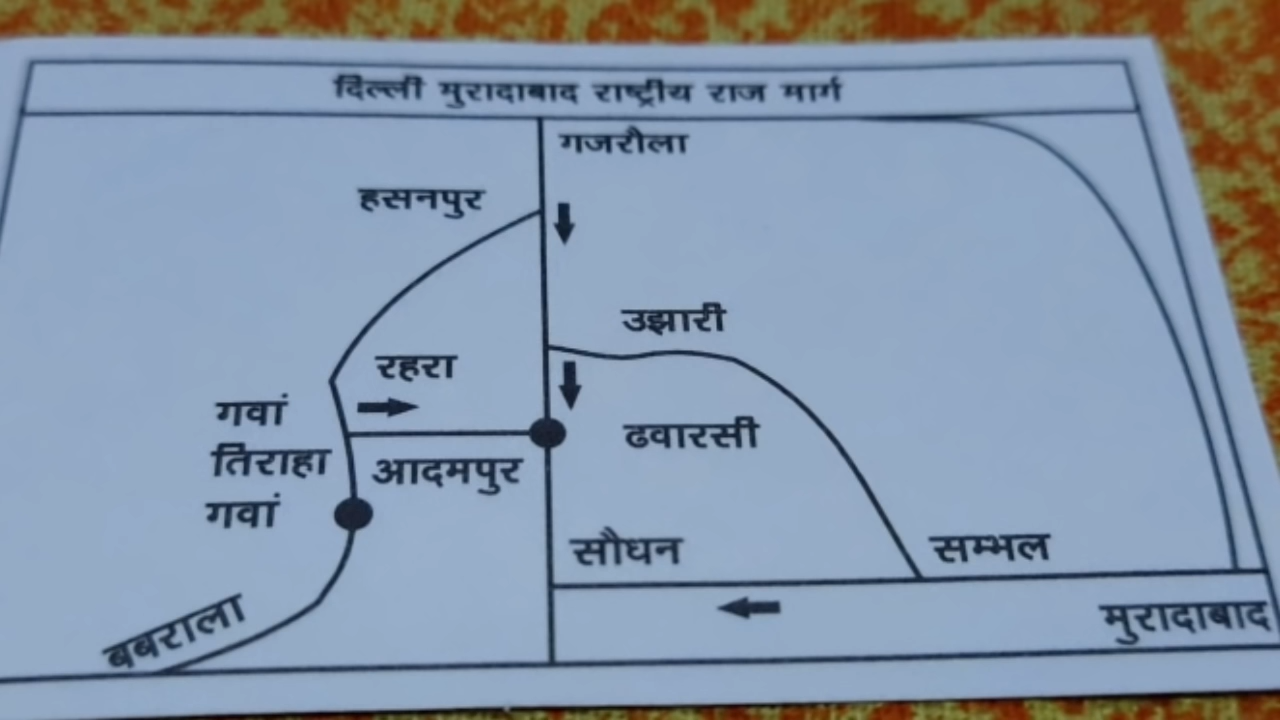 दिल्ली मुरादाबाद राष्ट्रीय राज मार्ग
गजरौला
हसनपुर
उझारी
रहरा
गवां
तिराहा
गवां
ढवारसी
आदमपुर
सौधन
सम्भल
बबराला
मुरादाबाद